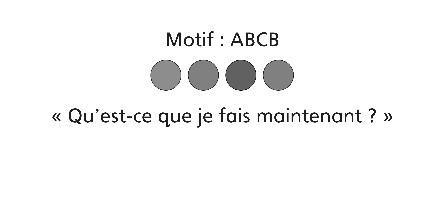 Motif : ABCB
« Qu'est-ce que je fais maintenant ? »